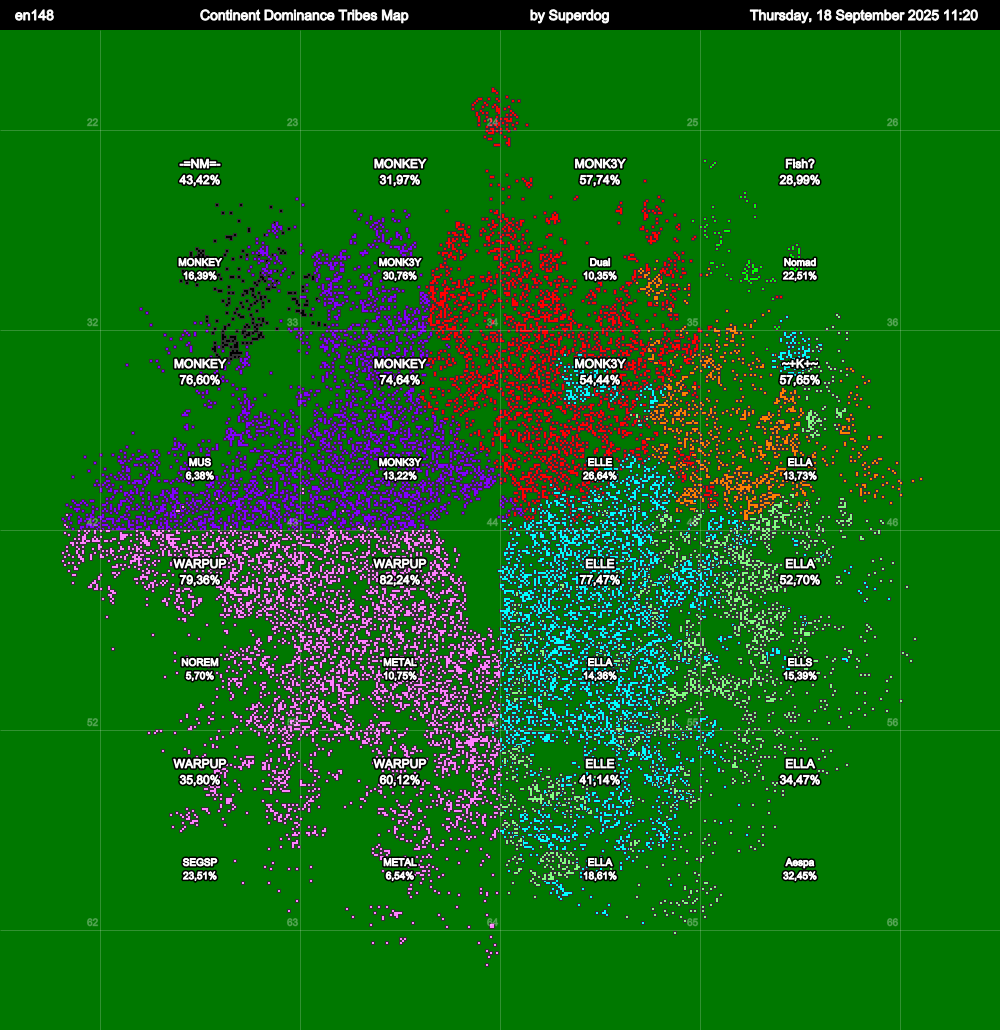 en148 Continent Dominance Tribes Map by Superdog Thursday, 18 September 2025 11:20
22 23 24 25 26
-=NM=- MONKEY MONK3Y Fish?
43,42% 31,97% 57,74% 28,99%
MONKEY MONK3Y Dual Nomad
16,39% 30,76% 10,35% 22,51%
32 33 34 35 36
MONKEY MONKEY MONK3Y ~+K+~
76,60% 74,64% 54,44% 57,65%
MUS MONK3Y ELLE ELLA
6,38% 13,22% 28,64% 13,73%
42 43 44 45 46
WARPUP WARPUP ELLE ELLA
79,36% 82,24% 77,47% 52,70%
NOREM METAL ELLA ELLS
5,70% 10,75% 14,36% 15,39%
52 56
WARPUP WARPUP ELLE ELLA
35,80% 60,12% 41,14% 34,47%
SEGSP METAL ELLA Aespa
23,51% 6,54% 18,61% 32,45%
62 63 64 65 66